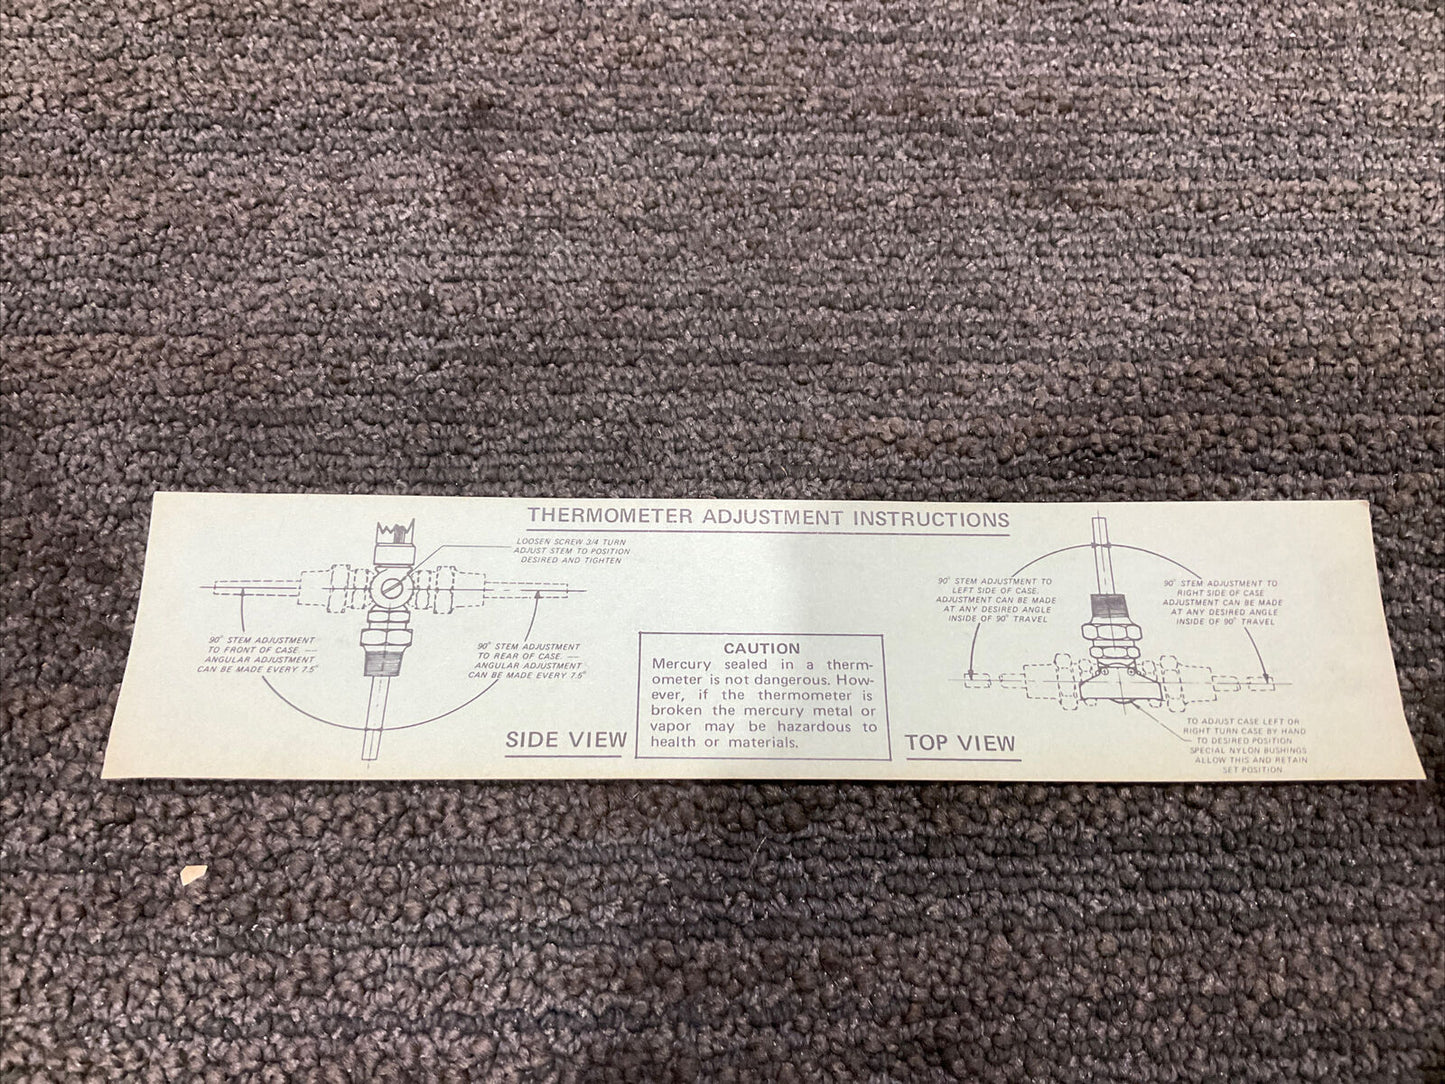 THERMOMETER ADJUSTMENT INSTRUCTIONS
LOOSEN SCREW 3/4 TURN
ADJUST STEM TO POSITION
DESIRED AND TIGHTEN
90° STEM ADJUSTMENT
TO FRONT OF CASE. —
ANGULAR ADJUSTMENT
CAN BE MADE EVERY 7.5°
90° STEM ADJUSTMENT
TO REAR OF CASE. —
ANGULAR ADJUSTMENT
CAN BE MADE EVERY 7.5°
SIDE VIEW
CAUTION
Mercury sealed in a therm-
ometer is not dangerous. How-
ever, if the thermometer is
broken the mercury metal or
vapor may be hazardous to
health or materials.
90° STEM ADJUSTMENT TO
LEFT SIDE OF CASE.
ADJUSTMENT CAN BE MADE
AT ANY DESIRED ANGLE
INSIDE OF 90° TRAVEL
90° STEM ADJUSTMENT TO
RIGHT SIDE OF CASE
ADJUSTMENT CAN BE MADE
AT ANY DESIRED ANGLE
INSIDE OF 90° TRAVEL
TOP VIEW
TO ADJUST CASE LEFT OR
RIGHT TURN CASE BY HAND
TO DESIRED POSITION
SPECIAL NYLON BUSHINGS
ALLOW THIS AND RETAIN
SET POSITION